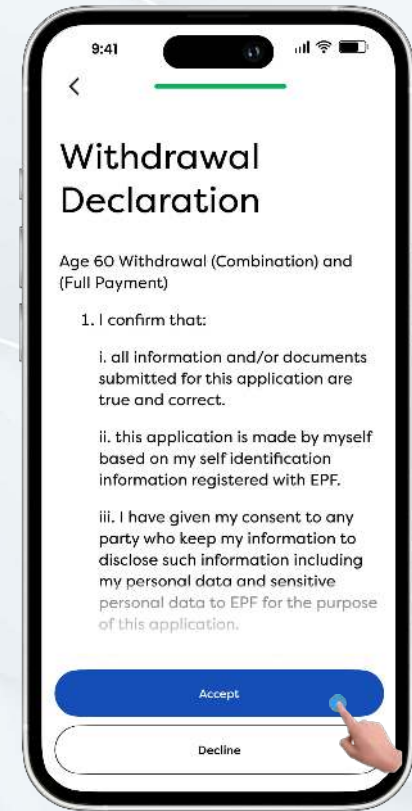 9:41
Withdrawal
Declaration
Age 60 Withdrawal (Combination) and
(Full Payment)
1. I confirm that:
i. all information and/or documents
submitted for this application are
true and correct.
ii. this application is made by myself
based on my self identification
information registered with EPF.
iii. I have given my consent to any
party who keep my information to
disclose such information including
my personal data and sensitive
personal data to EPF for the purpose
of this application.
Accept
Decline